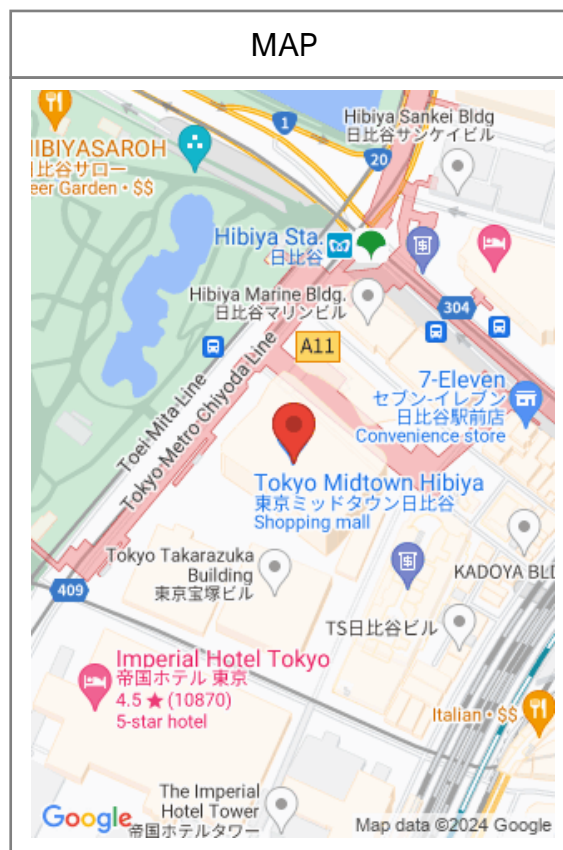 MAP
Hibiya Sankei Bldg
日比谷サンケイビル
1
20
HIBIYASAROH
日比谷サロー
eer Garden • $$
Hibiya Sta.
日比谷
304
Hibiya Marine Bldg.
日比谷マリンビル
A11
7-Eleven
セブン‐イレブン
日比谷駅前店
Convenience store
Toei Mita Line
Tokyo Metro Chiyoda Line
Tokyo Midtown Hibiya
東京ミッドタウン日比谷
Shopping mall
Tokyo Takarazuka
Building
東京宝塚ビル
KADOYA BLD
409
TS日比谷ビル
Imperial Hotel Tokyo
帝国ホテル 東京
4.5 ★ (10870)
5-star hotel
Italian • $$
The Imperial
Hotel Tower
帝国ホテルタワー
Google
Map data ©2024 Google